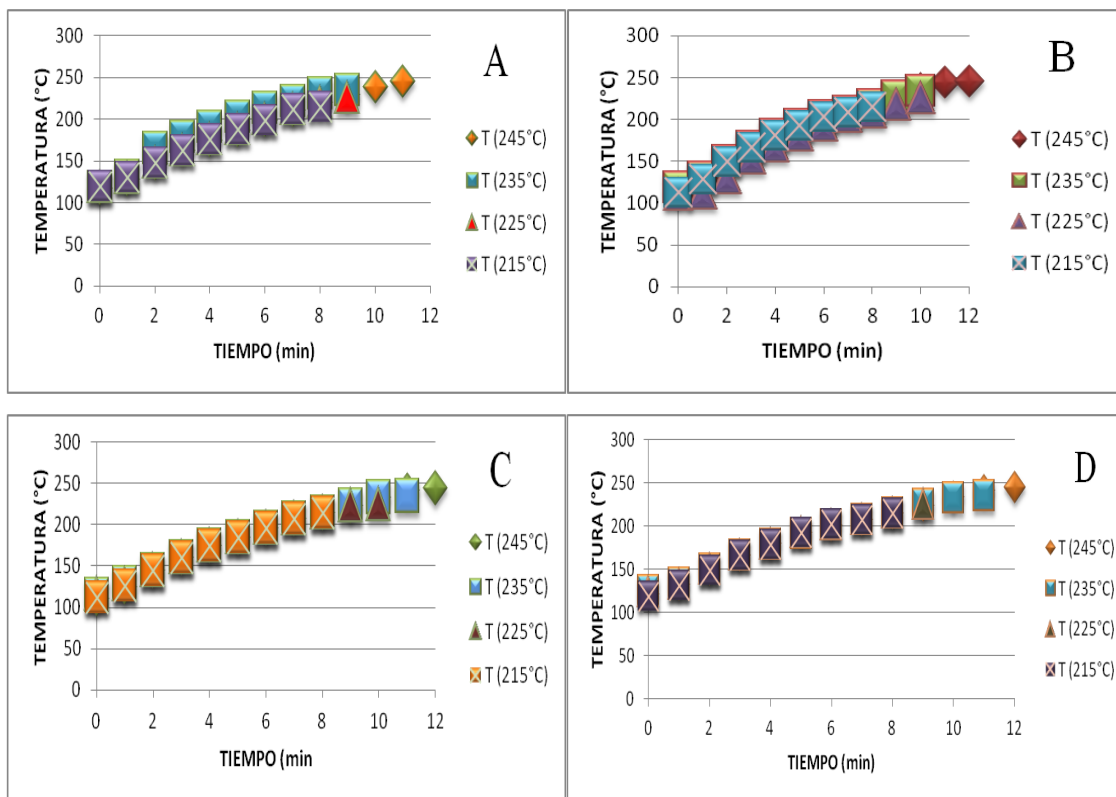 A
TEMPERATURA (°C)
300
250
200
150
100
50
0
0 2 4 6 8 10 12
TIEMPO (min)
T (245°C)
T (235°C)
T (225°C)
T (215°C)
B
TEMPERATURA (°C)
300
250
200
150
100
50
0
0 2 4 6 8 10 12
TIEMPO (min)
T (245°C)
T (235°C)
T (225°C)
T (215°C)
C
TEMPERATURA (°C)
300
250
200
150
100
50
0
0 2 4 6 8 10 12
TIEMPO (min
T (245°C)
T (235°C)
T (225°C)
T (215°C)
D
TEMPERATURA (°C)
300
250
200
150
100
50
0
0 2 4 6 8 10 12
TIEMPO (min)
T (245°C)
T (235°C)
T (225°C)
T (215°C)